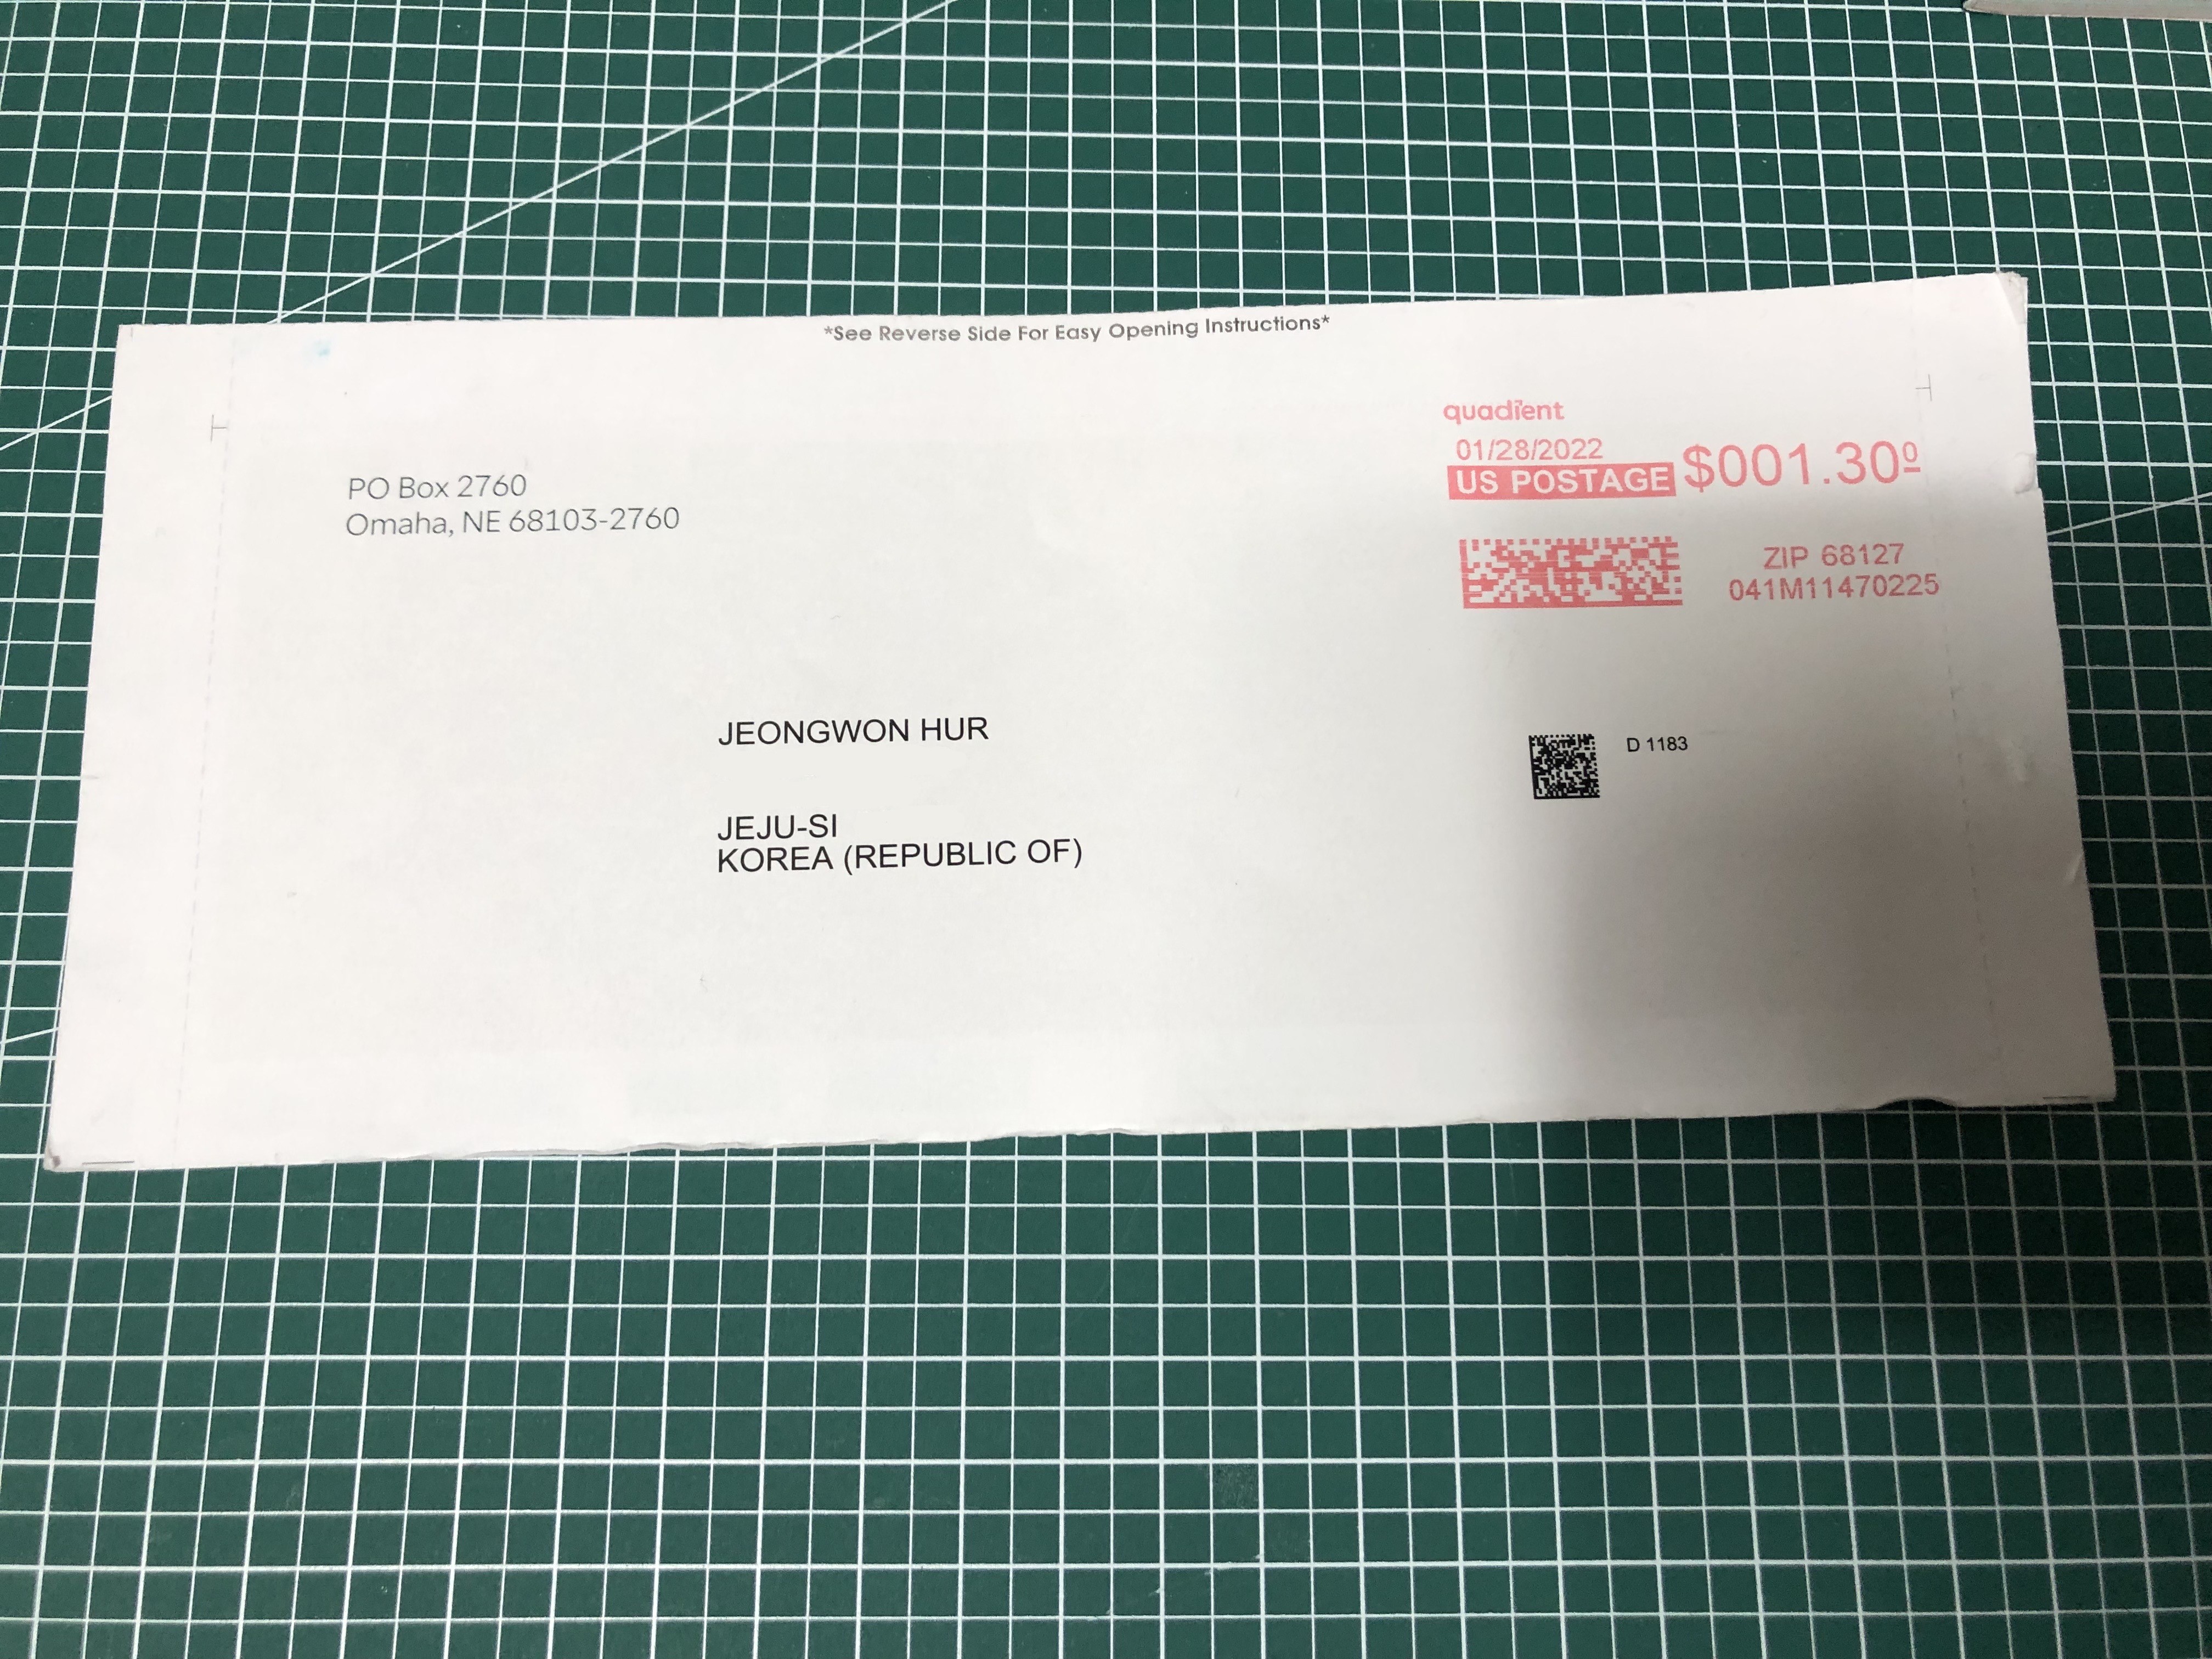 *See Reverse Side For Easy Opening Instructions*
quadient
01/28/2022
US POSTAGE $001.30º
PO Box 2760
Omaha, NE 68103-2760
ZIP 68127
041M11470225
JEONGWON HUR
D 1183
JEJU-SI
KOREA (REPUBLIC OF)